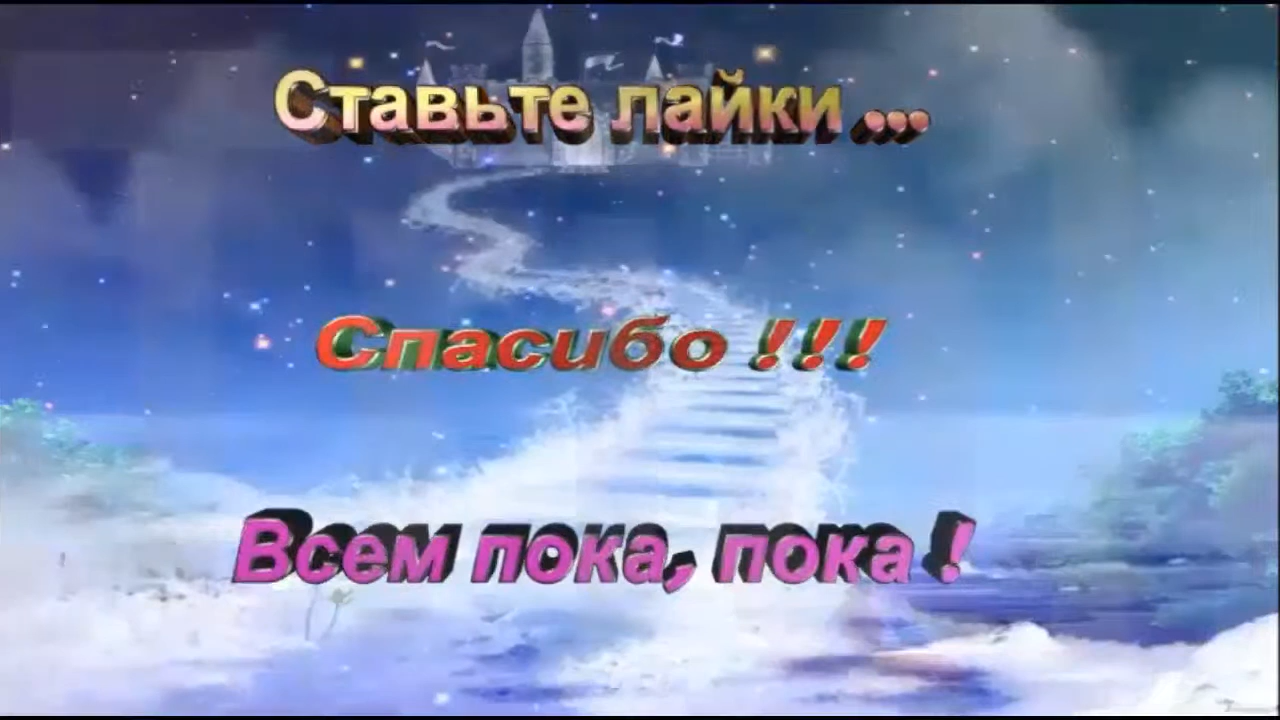 Ставьте лайки ...
Спасибо !!!
Всем пока, пока !